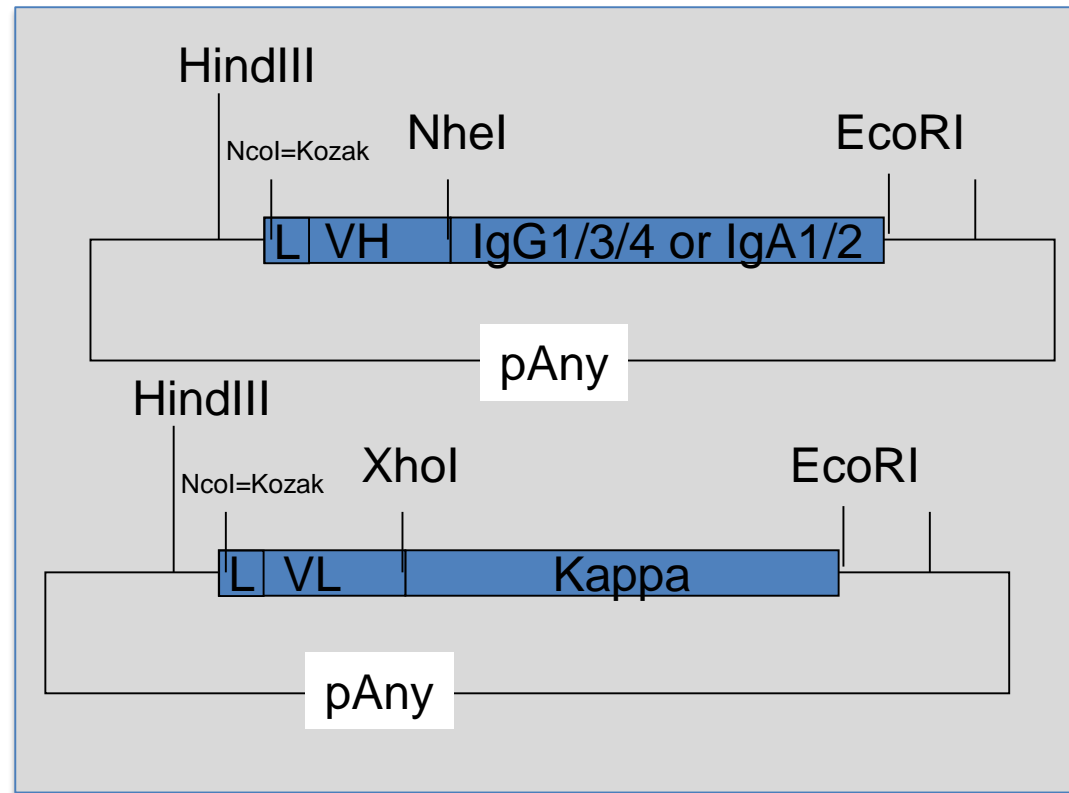 HindIII
NcoI=Kozak
NheI
EcoRI
L
VH
IgG1/3/4 or IgA1/2
pAny
HindIII
NcoI=Kozak
XhoI
EcoRI
L
VL
Kappa
pAny